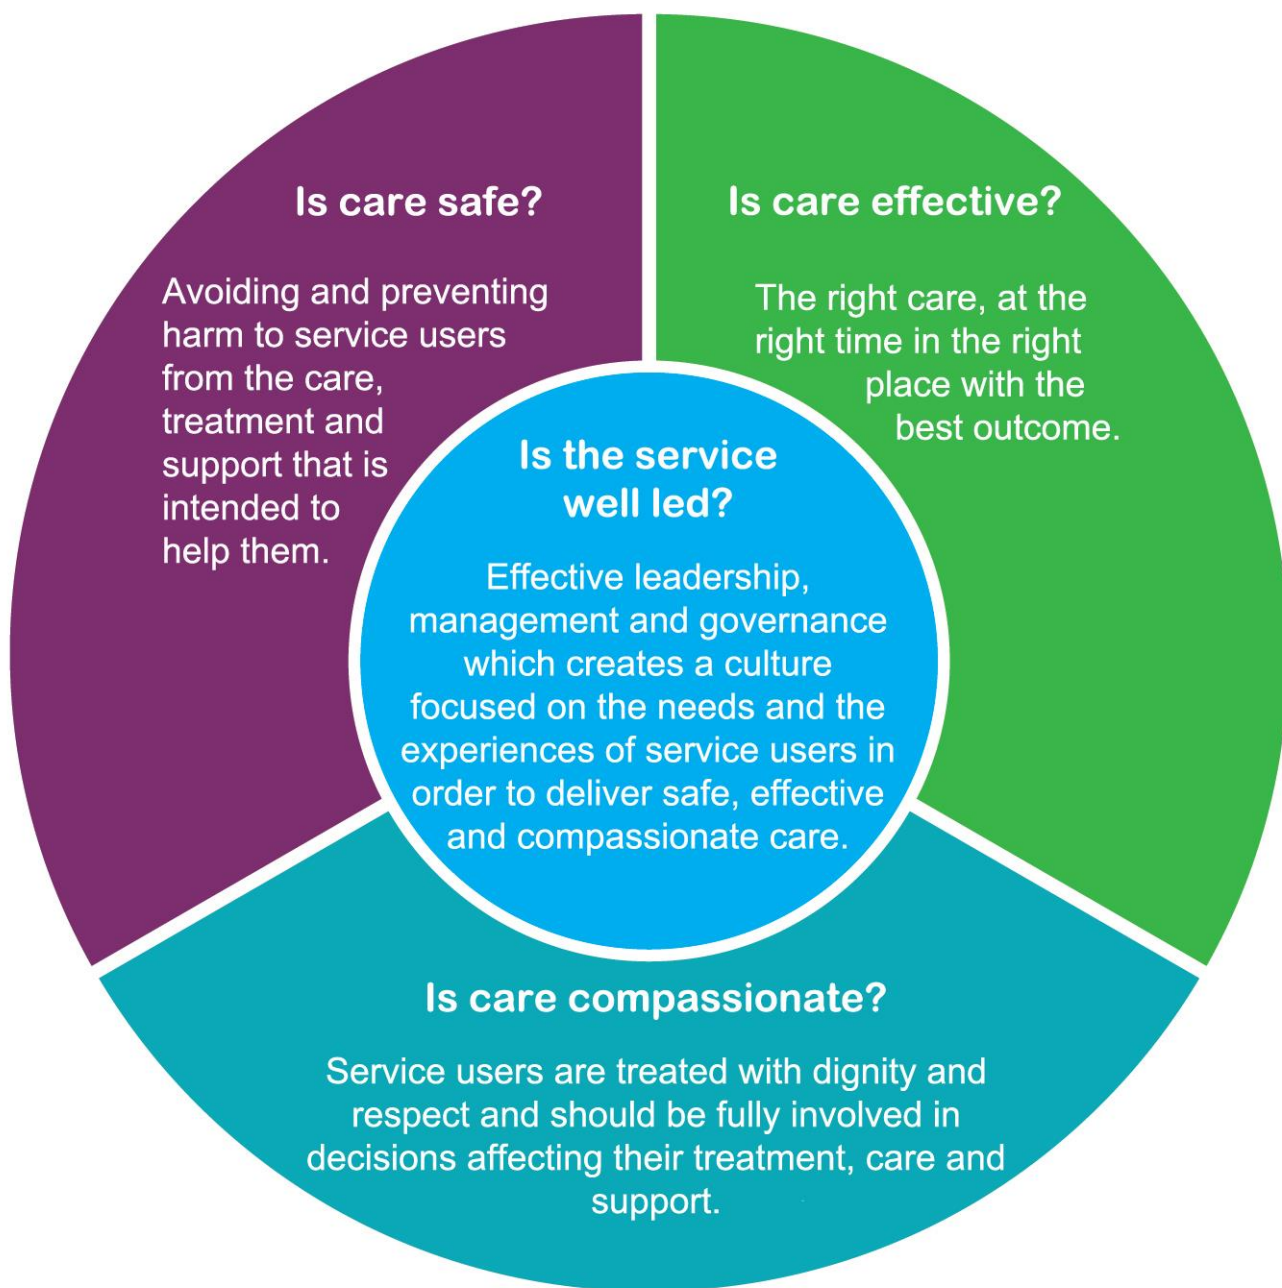 Is care safe?
Avoiding and preventing
harm to service users
from the care,
treatment and
support that is
intended to
help them.
Is care effective?
The right care, at the
right time in the right
place with the
best outcome.
Is the service
well led?
Effective leadership,
management and governance
which creates a culture
focused on the needs and the
experiences of service users in
order to deliver safe, effective
and compassionate care.
Is care compassionate?
Service users are treated with dignity and
respect and should be fully involved in
decisions affecting their treatment, care and
support.